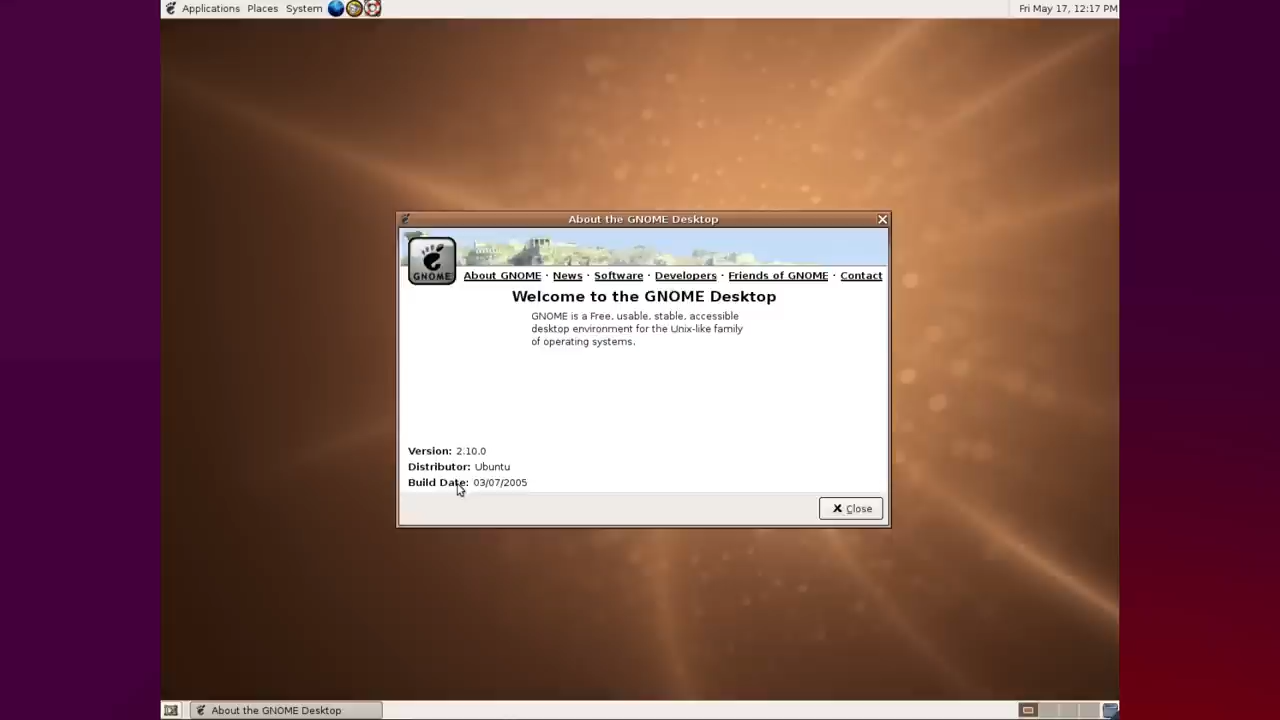 Applications Places System Fri May 17, 12:17 PM
About the GNOME Desktop
GNOME
About GNOME · News · Software · Developers · Friends of GNOME · Contact
Welcome to the GNOME Desktop
GNOME is a Free, usable, stable, accessible
desktop environment for the Unix-like family
of operating systems.
Version: 2.10.0
Distributor: Ubuntu
Build Date: 03/07/2005
Close
About the GNOME Desktop